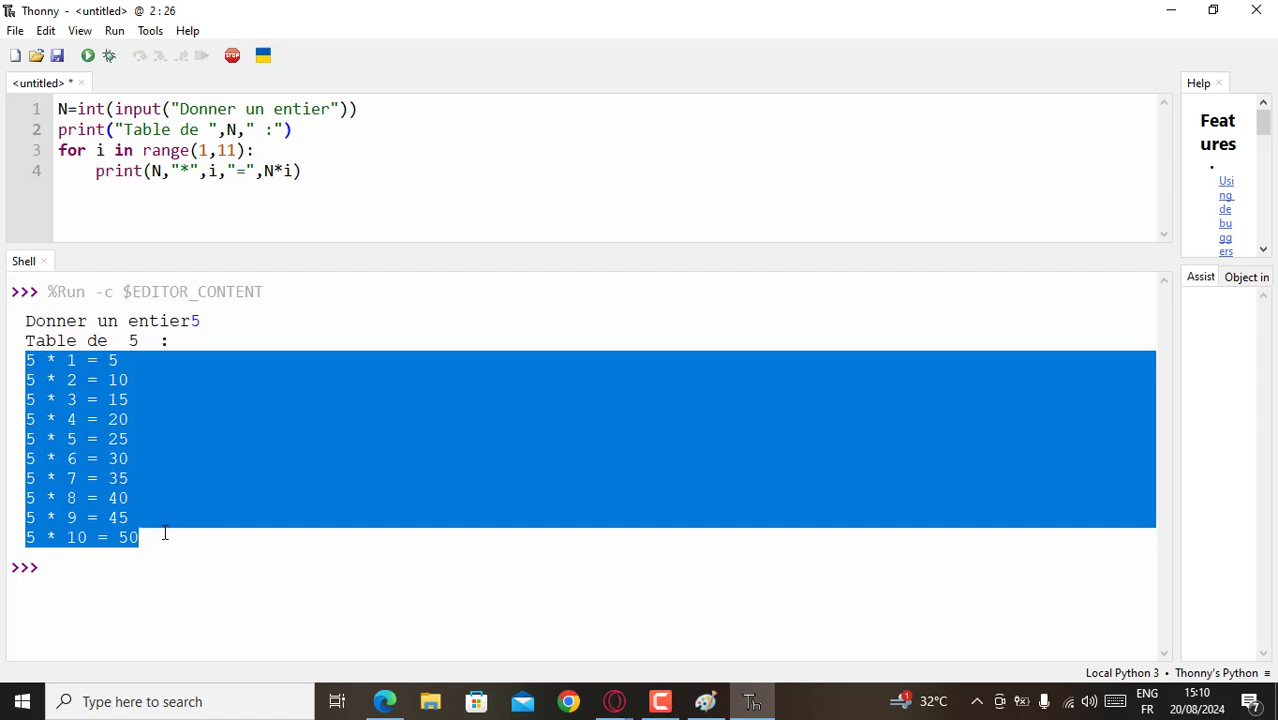 Thonny - <untitled> @ 2 : 26
File Edit View Run Tools Help
STOP
<untitled> *
Help
1 N=int(input("Donner un entier"))
2 print("Table de ",N," :")
3 for i in range(1,11):
4 print(N,"*",i,"=",N*i)
Feat
ures
Usi
ng
de
bu
gg
ers
Shell
Assist Object in
>>> %Run -c $EDITOR_CONTENT
Donner un entier5
Table de  5  :
5 * 1 = 5
5 * 2 = 10
5 * 3 = 15
5 * 4 = 20
5 * 5 = 25
5 * 6 = 30
5 * 7 = 35
5 * 8 = 40
5 * 9 = 45
5 * 10 = 50
>>>
Local Python 3 • Thonny's Python
Type here to search
Th
1
32°C
ENG
FR
15:10
20/08/2024
7